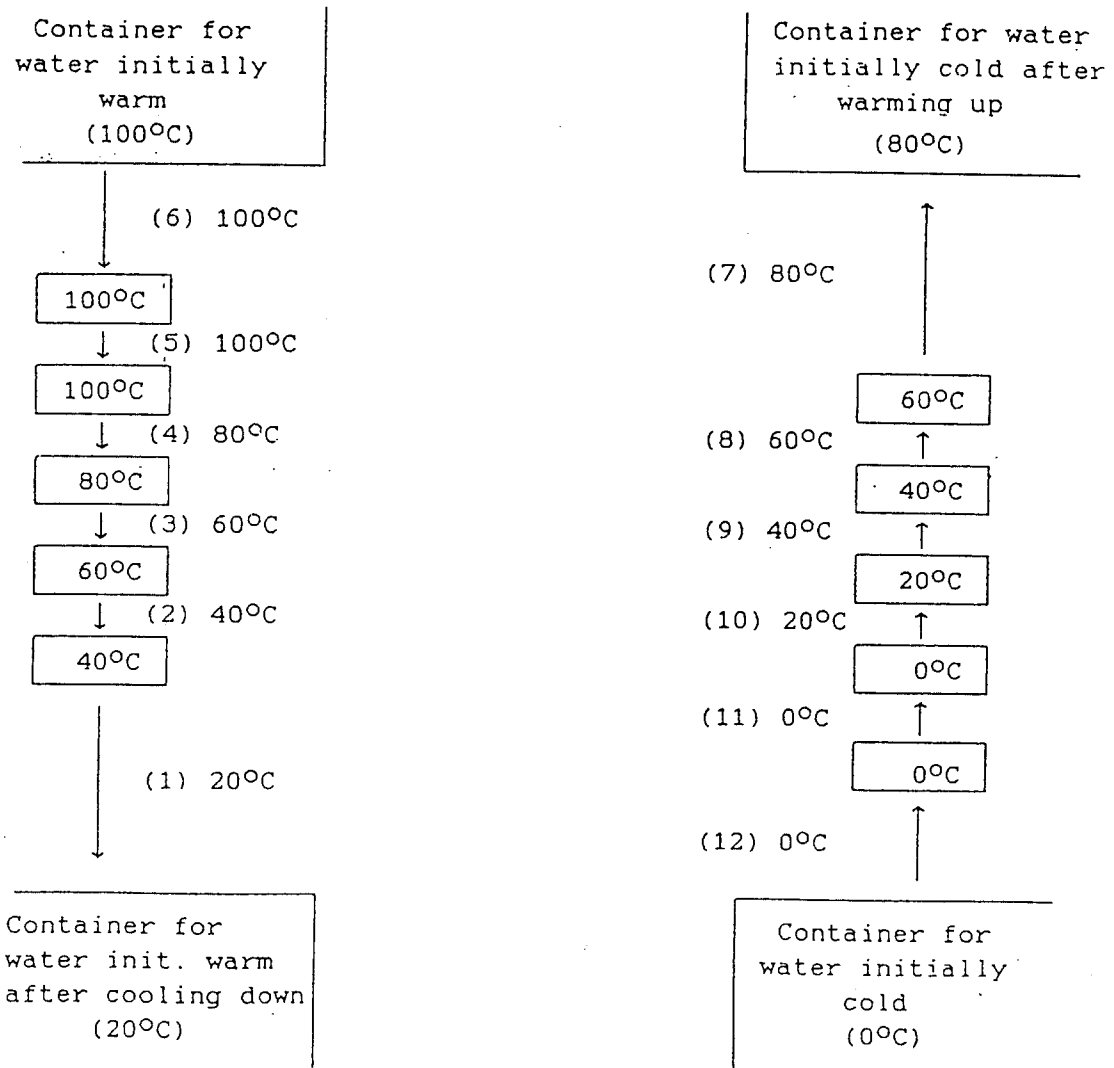 Container for
water initially
warm
(100°C)
(6) 100°C
100°C
(5) 100°C
100°C
(4) 80°C
80°C
(3) 60°C
60°C
(2) 40°C
40°C
(1) 20°C
Container for
water init. warm
after cooling down
(20°C)
Container for water
initially cold after
warming up
(80°C)
(7) 80°C
60°C
(8) 60°C
40°C
(9) 40°C
20°C
(10) 20°C
0°C
(11) 0°C
0°C
(12) 0°C
Container for
water initially
cold
(0°C)